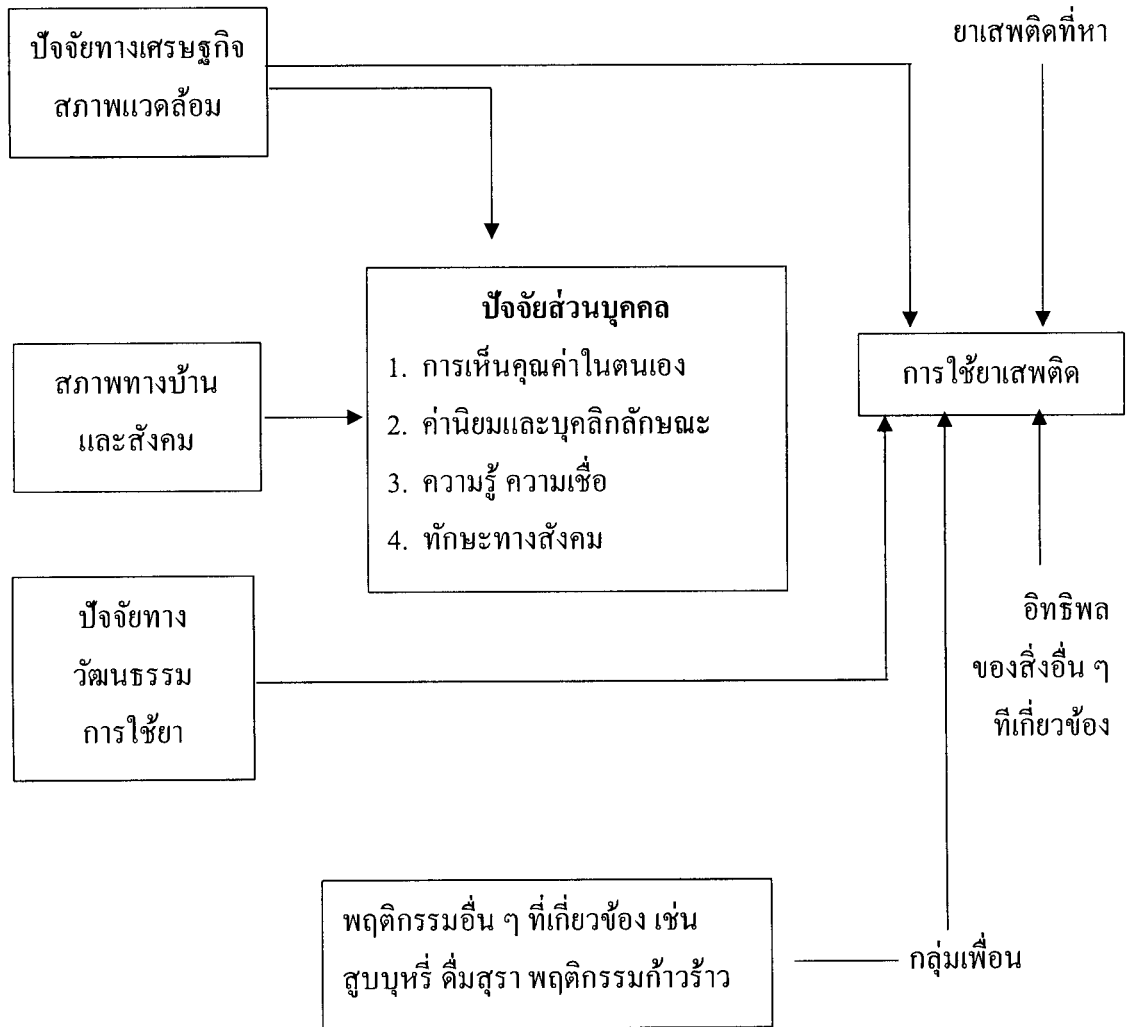 ปัจจัยทางเศรษฐกิจ
สภาพแวดล้อม
ยาเสพติดที่หา
ปัจจัยส่วนบุคคล
1. การเห็นคุณค่าในตนเอง
2. ค่านิยมและบุคลิกลักษณะ
3. ความรู้ ความเชื่อ
4. ทักษะทางสังคม
สภาพทางบ้าน
และสังคม
การใช้ยาเสพติด
ปัจจัยทาง
วัฒนธรรม
การใช้ยา
อิทธิพล
ของสิ่งอื่น ๆ
ทีเกี่ยวข้อง
พฤติกรรมอื่น ๆ ที่เกี่ยวข้อง เช่น
สูบบุหรี่ ดื่มสุรา พฤติกรรมก้าวร้าว
กลุ่มเพื่อน